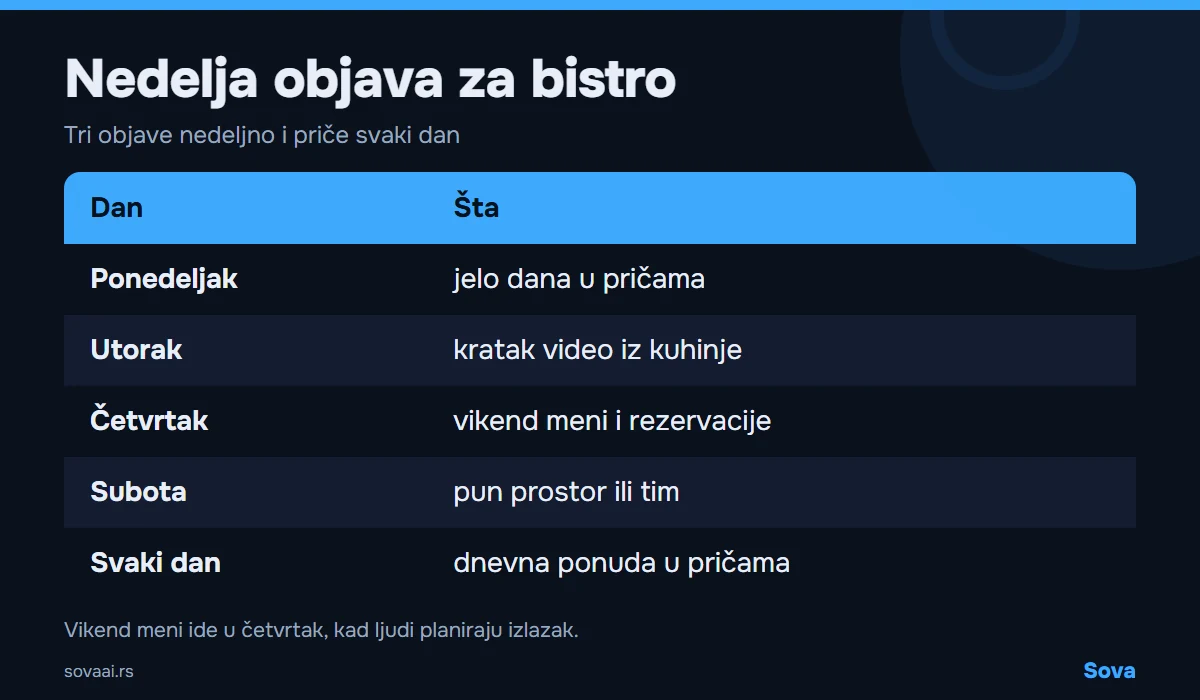 Nedelja objava za bistro
Tri objave nedeljno i priče svaki dan
Dan Šta
Ponedeljak jelo dana u pričama
Utorak kratak video iz kuhinje
Četvrtak vikend meni i rezervacije
Subota pun prostor ili tim
Svaki dan dnevna ponuda u pričama
Vikend meni ide u četvrtak, kad ljudi planiraju izlazak.
sovaai.rs Sova